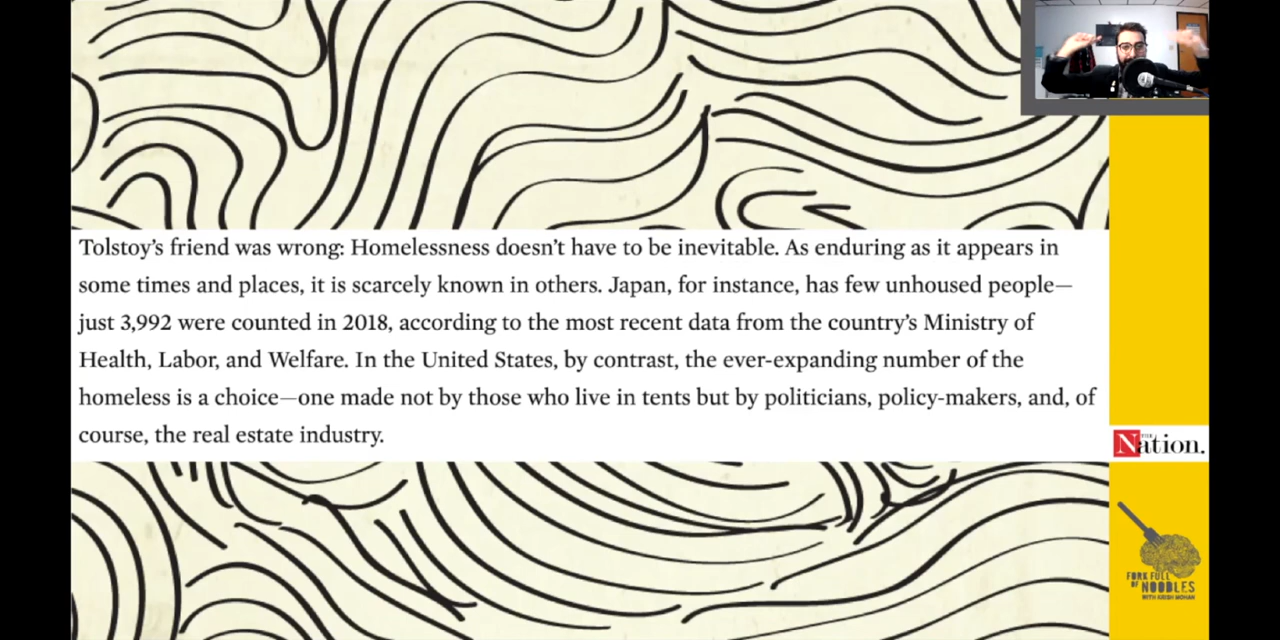 Tolstoy’s friend was wrong: Homelessness doesn’t have to be inevitable. As enduring as it appears in
some times and places, it is scarcely known in others. Japan, for instance, has few unhoused people—
just 3,992 were counted in 2018, according to the most recent data from the country’s Ministry of
Health, Labor, and Welfare. In the United States, by contrast, the ever-expanding number of the
homeless is a choice—one made not by those who live in tents but by politicians, policy-makers, and, of
course, the real estate industry.
THE
Nation.
FORK FULL
OF NOODLES
WITH KRISH MOHAN